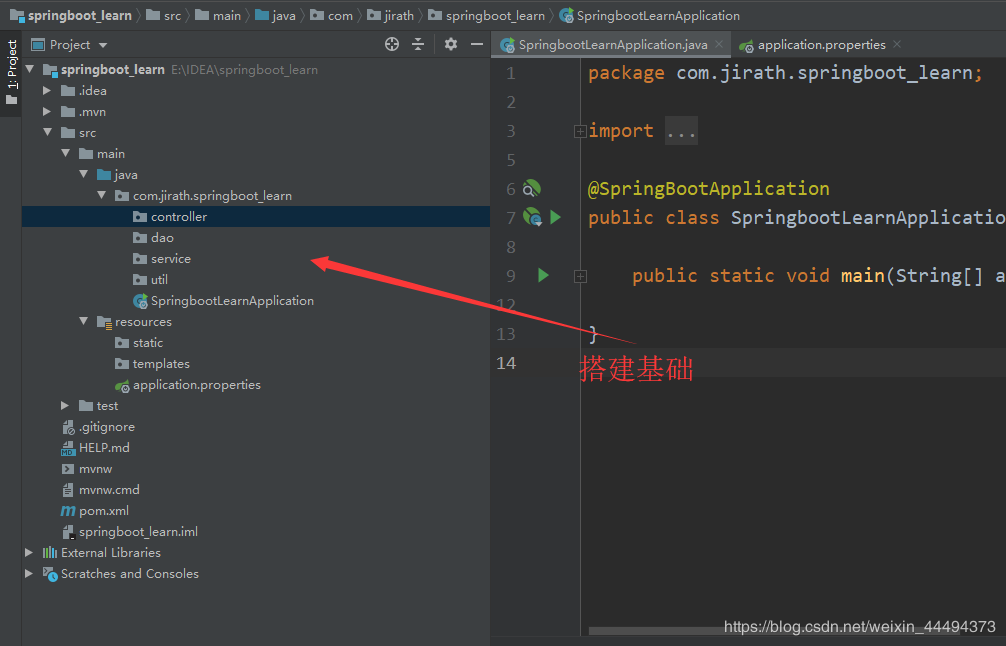 springboot_learn src main java com jirath springboot_learn SpringbootLearnApplication
1: Project
Project
springboot_learn E:\IDEA\springboot_learn
.idea
.mvn
src
main
java
com.jirath.springboot_learn
controller
dao
service
util
SpringbootLearnApplication
resources
static
templates
application.properties
test
.gitignore
HELP.md
mvnw
mvnw.cmd
pom.xml
springboot_learn.iml
External Libraries
Scratches and Consoles
SpringbootLearnApplication.java application.properties
1 package com.jirath.springboot_learn;
2
3 import ...
5
6 @SpringBootApplication
7 public class SpringbootLearnApplicatio
8
9 public static void main(String[] a
12
13 }
14
搭建基础
https://blog.csdn.net/weixin_44494373